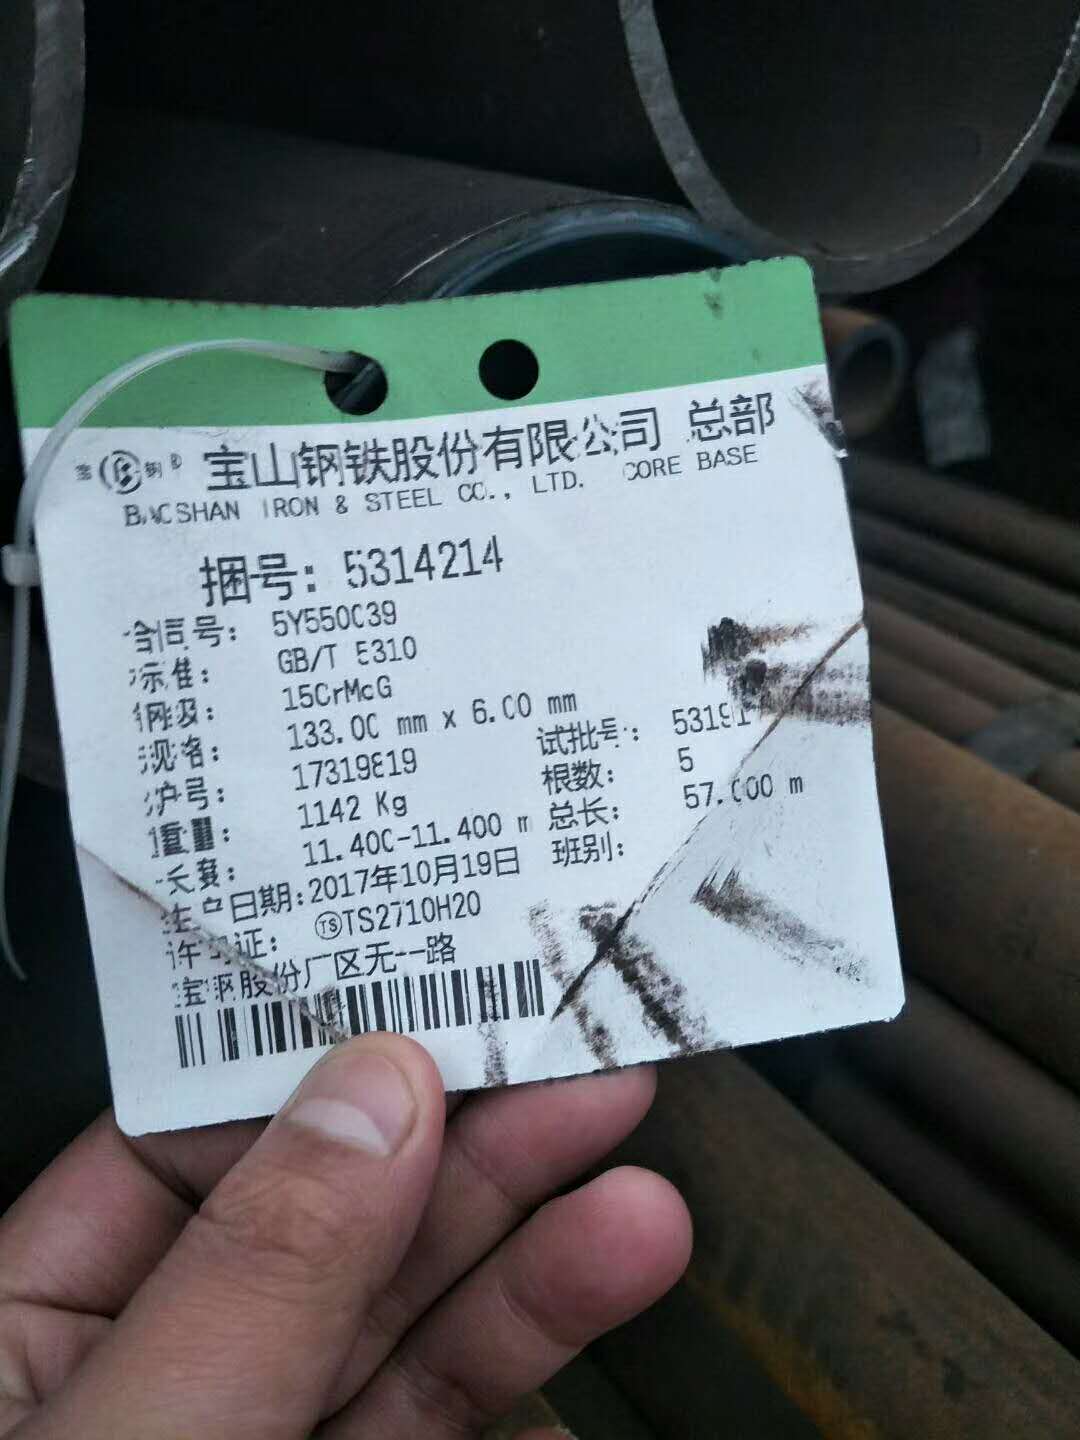 宝 钢 ®
宝山钢铁股份有限公司 总部
BAOSHAN IRON & STEEL CO., LTD. CORE BASE
捆号: 5314214
合同号: 5Y550C39
标准: GB/T 5310
钢级: 15CrMoG
规格: 133.00 mm x 6.00 mm
炉号: 17319819 试批号:
重量: 1142 Kg 根数: 5
长度: 11.400-11.400 m 总长: 57.000 m
生产日期: 2017年10月19日 班别:
许可证: TS TS2710H20
宝钢股份厂区无一路